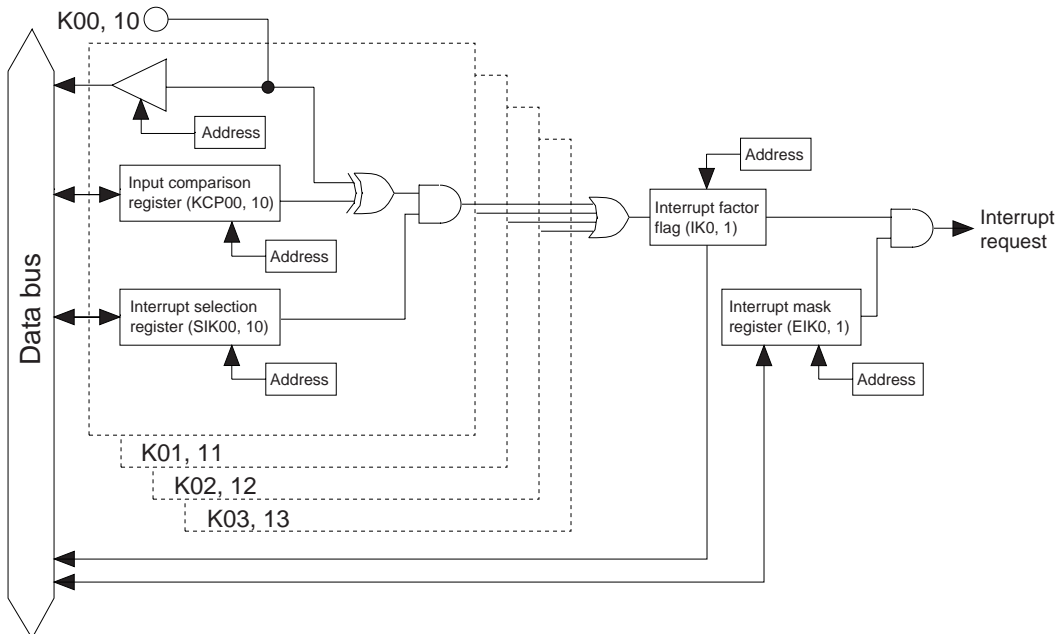 K00, 10
Address
Input comparison
register (KCP00, 10)
Address
Interrupt selection
register (SIK00, 10)
Address
Data bus
K01, 11
K02, 12
K03, 13
Address
Interrupt factor
flag (IK0, 1)
Interrupt
request
Interrupt mask
register (EIK0, 1)
Address